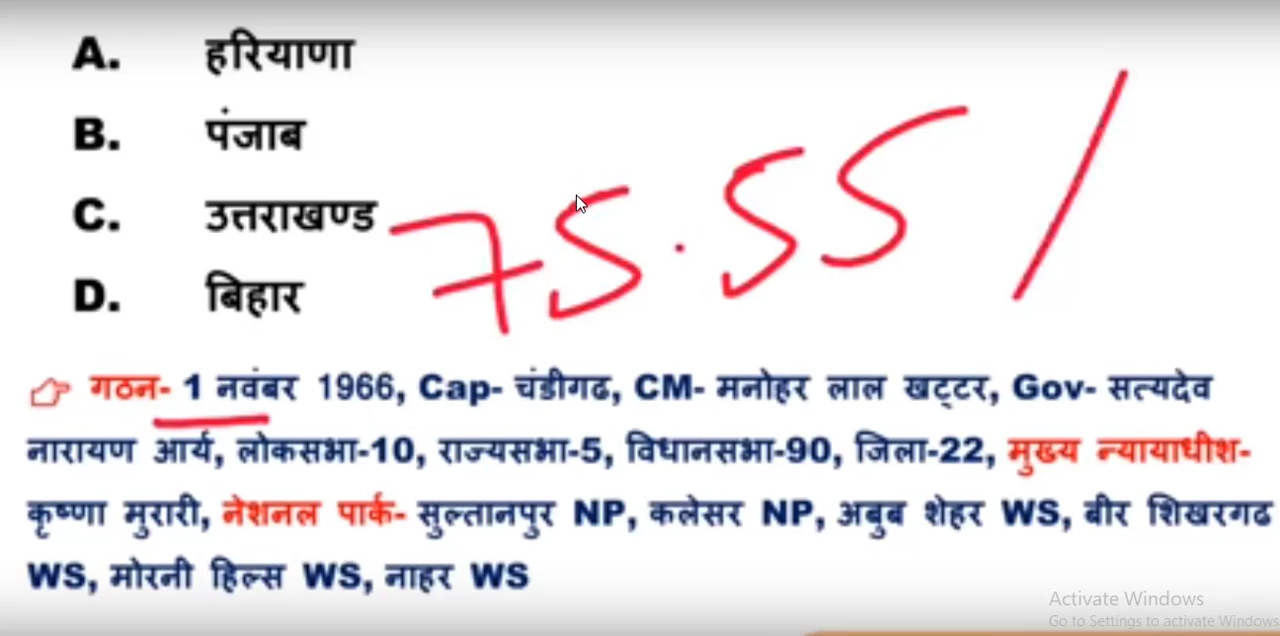 A. हरियाणा
B. पंजाब
C. उत्तराखण्ड
D. बिहार
75.55 /
गठन- 1 नवंबर 1966, Cap- चंडीगढ, CM- मनोहर लाल खट्टर, Gov- सत्यदेव
नारायण आर्य, लोकसभा-10, राज्यसभा-5, विधानसभा-90, जिला-22, मुख्य न्यायाधीश-
कृष्णा मुरारी, नेशनल पार्क- सुल्तानपुर NP, कलेसर NP, अबुब शेहर WS, बीर शिखरगढ
WS, मोरनी हिल्स WS, नाहर WS
Activate Windows
Go to Settings to activate Windows